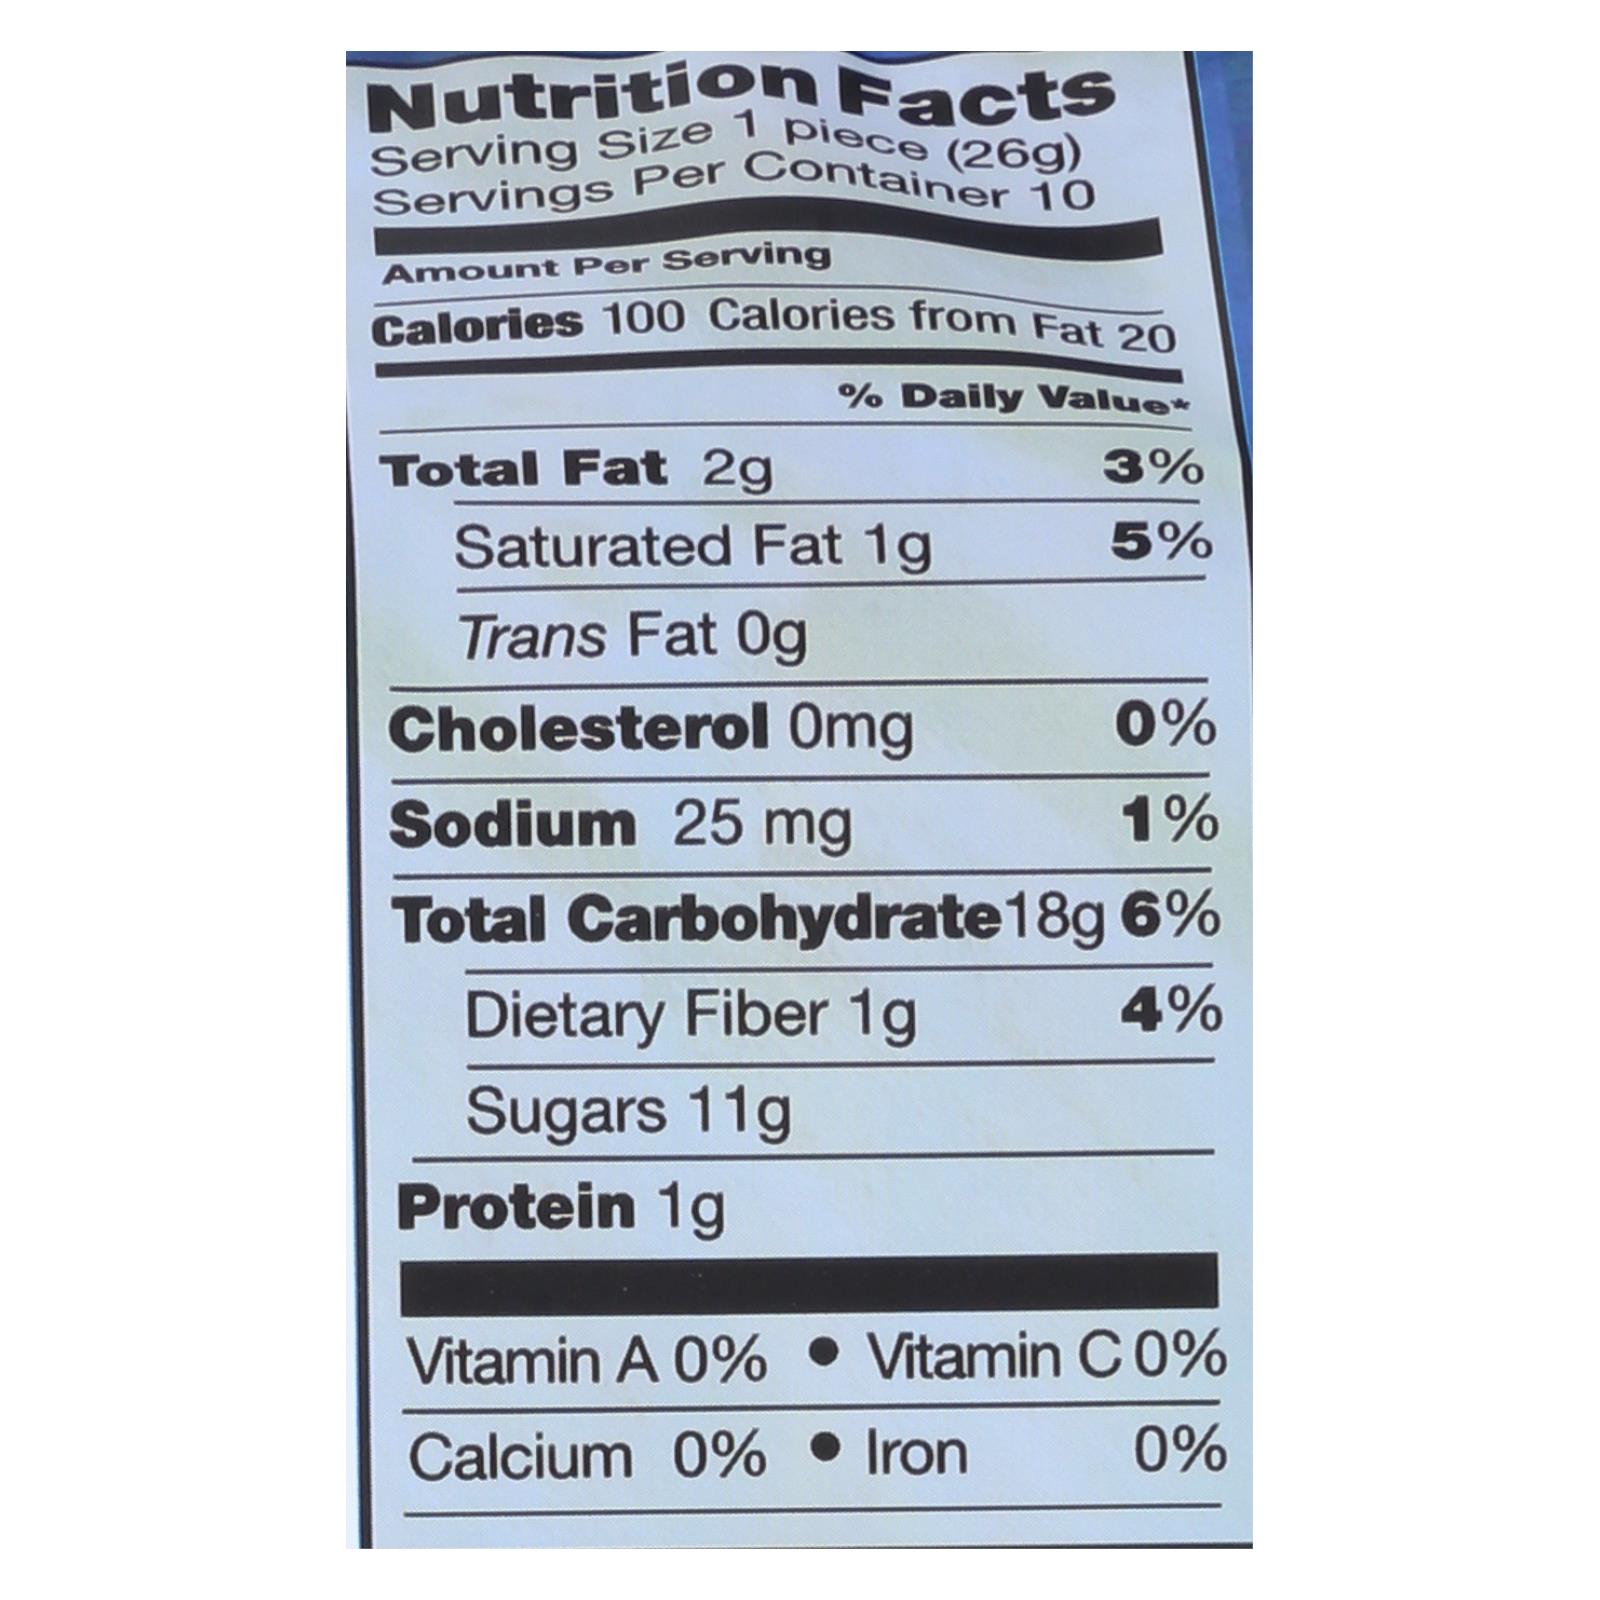 Nutrition Facts
Serving Size 1 piece (26g)
Servings Per Container 10
Amount Per Serving
Calories 100 Calories from Fat 20
% Daily Value*
Total Fat 2g 3%
Saturated Fat 1g 5%
Trans Fat 0g
Cholesterol 0mg 0%
Sodium 25 mg 1%
Total Carbohydrate 18g 6%
Dietary Fiber 1g 4%
Sugars 11g
Protein 1g
Vitamin A 0% • Vitamin C 0%
Calcium 0% • Iron 0%